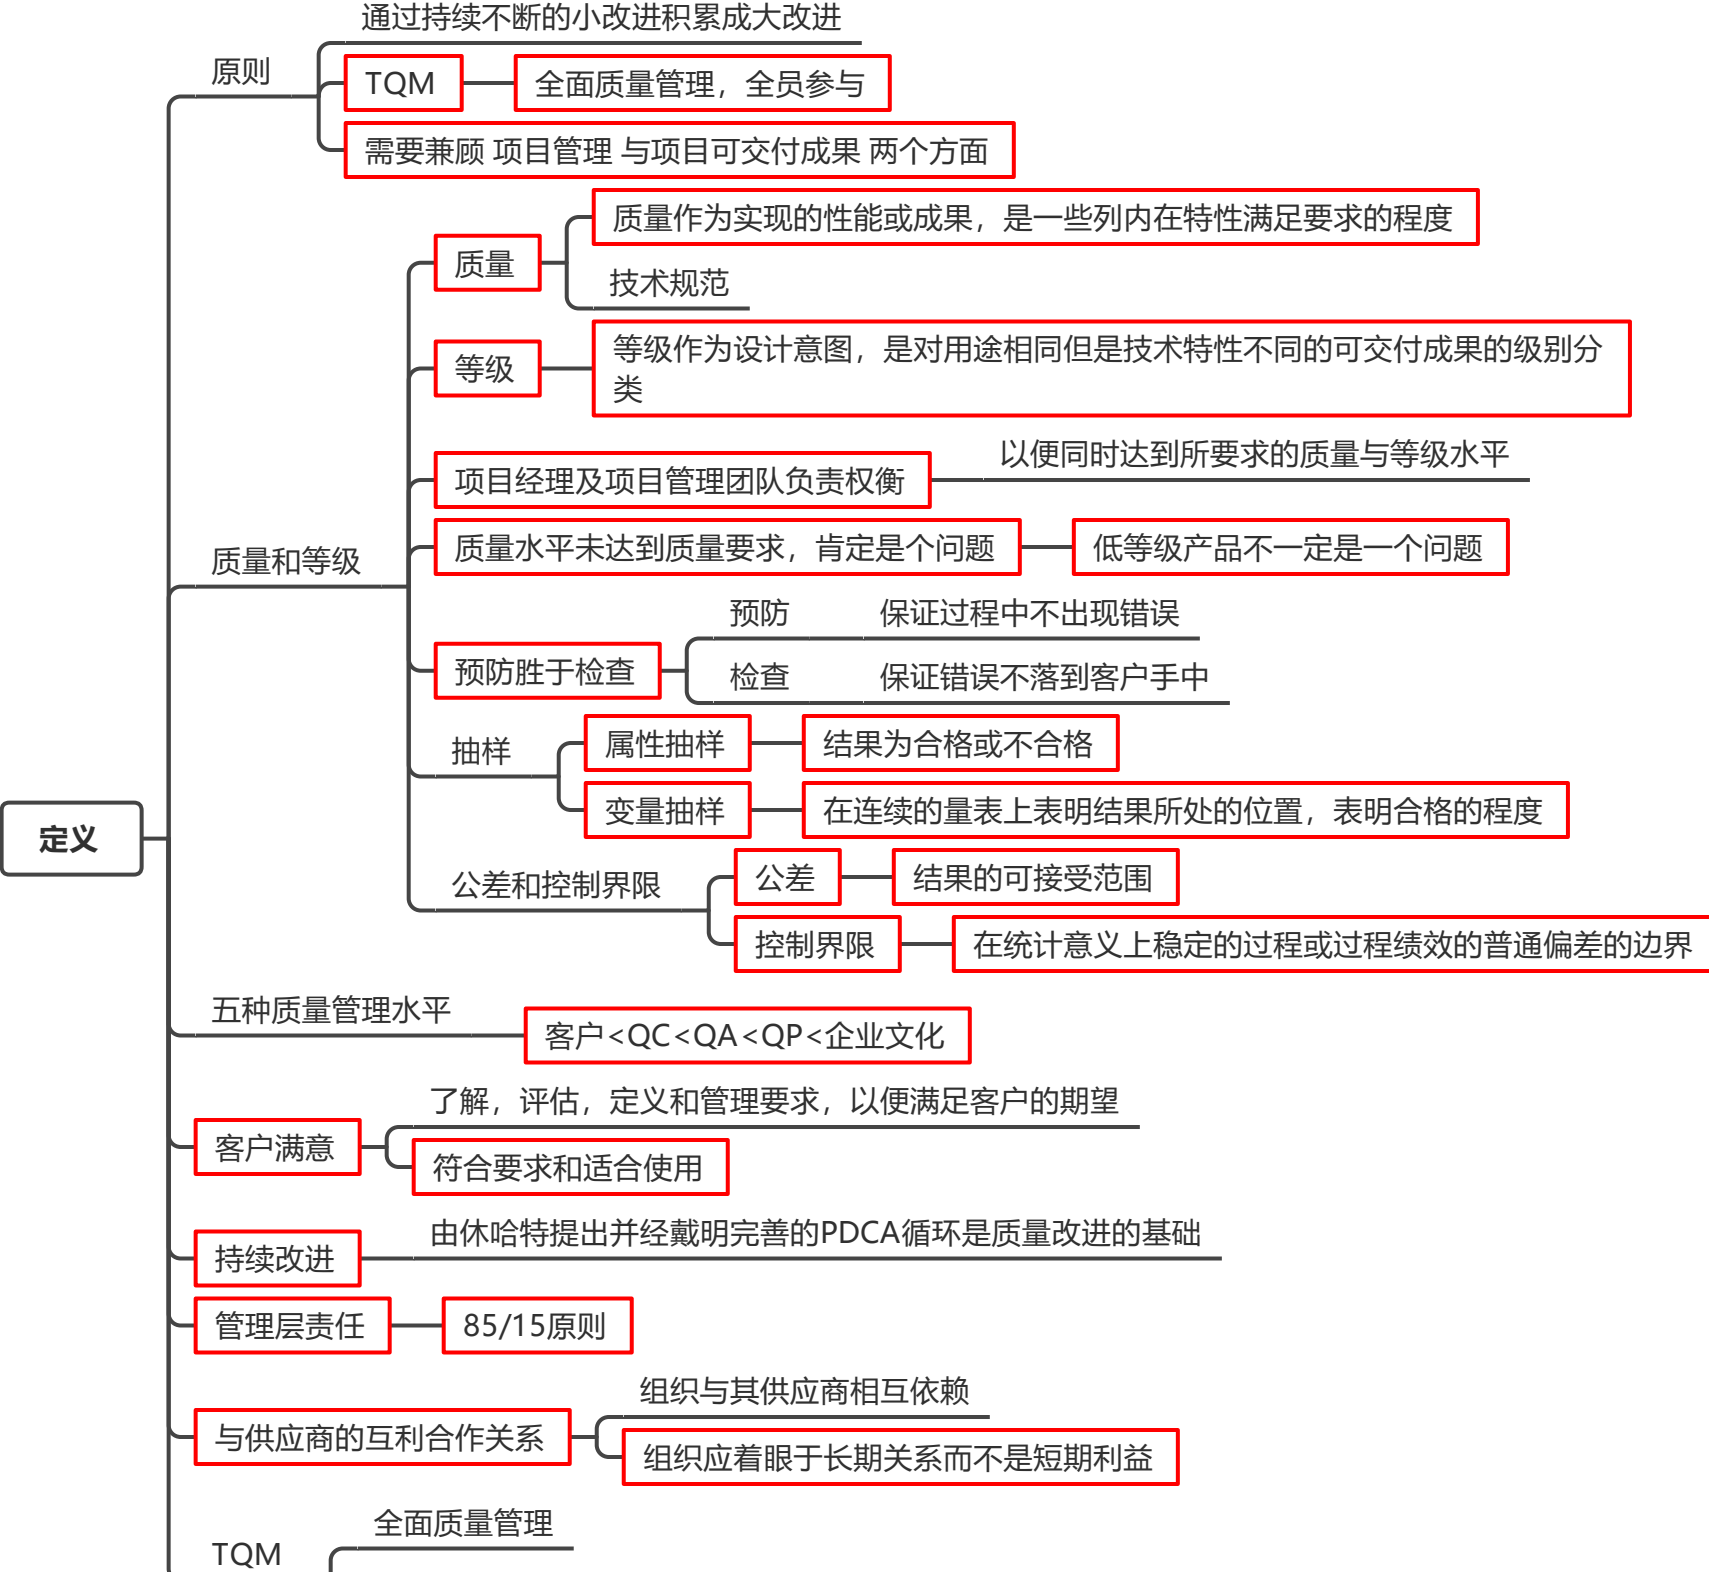 通过持续不断的小改进积累成大改进
原则
TQM
全面质量管理，全员参与
需要兼顾 项目管理 与项目可交付成果 两个方面
质量作为实现的性能或成果，是一些列内在特性满足要求的程度
质量
技术规范
等级作为设计意图，是对用途相同但是技术特性不同的可交付成果的级别分
类
等级
项目经理及项目管理团队负责权衡
以便同时达到所要求的质量与等级水平
质量和等级
质量水平未达到质量要求，肯定是个问题
低等级产品不一定是一个问题
预防
保证过程中不出现错误
预防胜于检查
检查
保证错误不落到客户手中
抽样
属性抽样
结果为合格或不合格
变量抽样
在连续的量表上表明结果所处的位置，表明合格的程度
定义
公差和控制界限
公差
结果的可接受范围
控制界限
在统计意义上稳定的过程或过程绩效的普通偏差的边界
五种质量管理水平
客户<QC<QA<QP<企业文化
了解，评估，定义和管理要求，以便满足客户的期望
客户满意
符合要求和适合使用
持续改进
由休哈特提出并经戴明完善的PDCA循环是质量改进的基础
管理层责任
85/15原则
组织与其供应商相互依赖
与供应商的互利合作关系
组织应着眼于长期关系而不是短期利益
全面质量管理
TQM